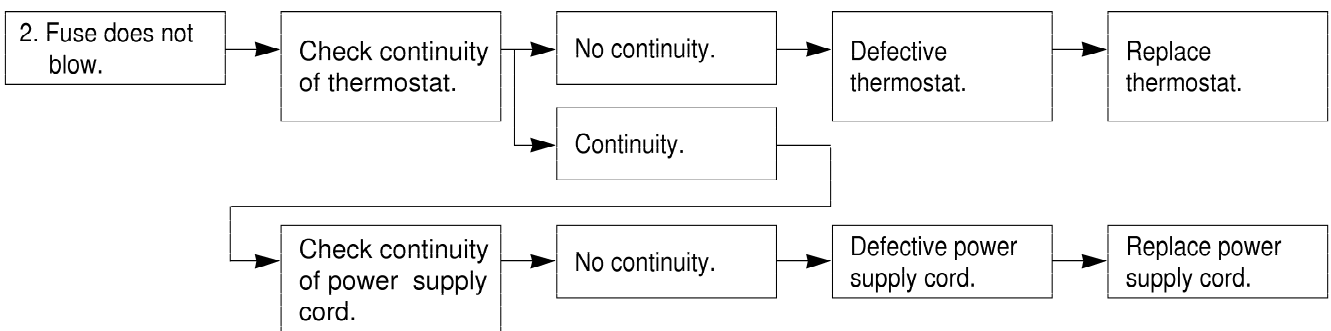 2. Fuse does not
blow.
Check continuity
of thermostat.
No continuity.
Defective
thermostat.
Replace
thermostat.
Continuity.
Check continuity
of power supply
cord.
No continuity.
Defective power
supply cord.
Replace power
supply cord.